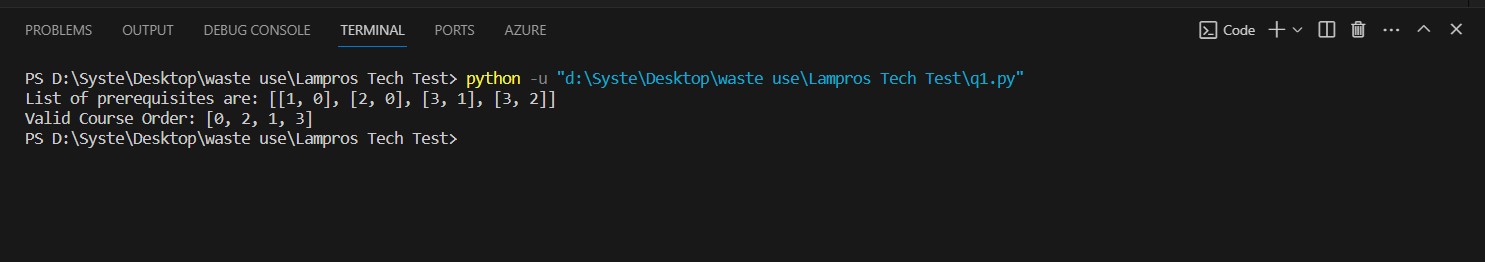 PROBLEMS OUTPUT DEBUG CONSOLE TERMINAL PORTS AZURE Code
PS D:\Syste\Desktop\waste use\Lampros Tech Test> python -u "d:\Syste\Desktop\waste use\Lampros Tech Test\q1.py"
List of prerequisites are: [[1, 0], [2, 0], [3, 1], [3, 2]]
Valid Course Order: [0, 2, 1, 3]
PS D:\Syste\Desktop\waste use\Lampros Tech Test>